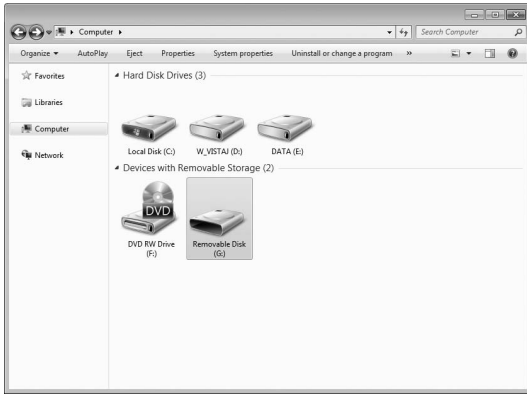 Computer
Search Computer
Organize AutoPlay Eject Properties System properties Uninstall or change a program »
Favorites
Libraries
Computer
Network
Hard Disk Drives (3)
Local Disk (C:) W_VISTAJ (D:) DATA (E:)
Devices with Removable Storage (2)
DVD
DVD RW Drive (F:)
Removable Disk (G:)